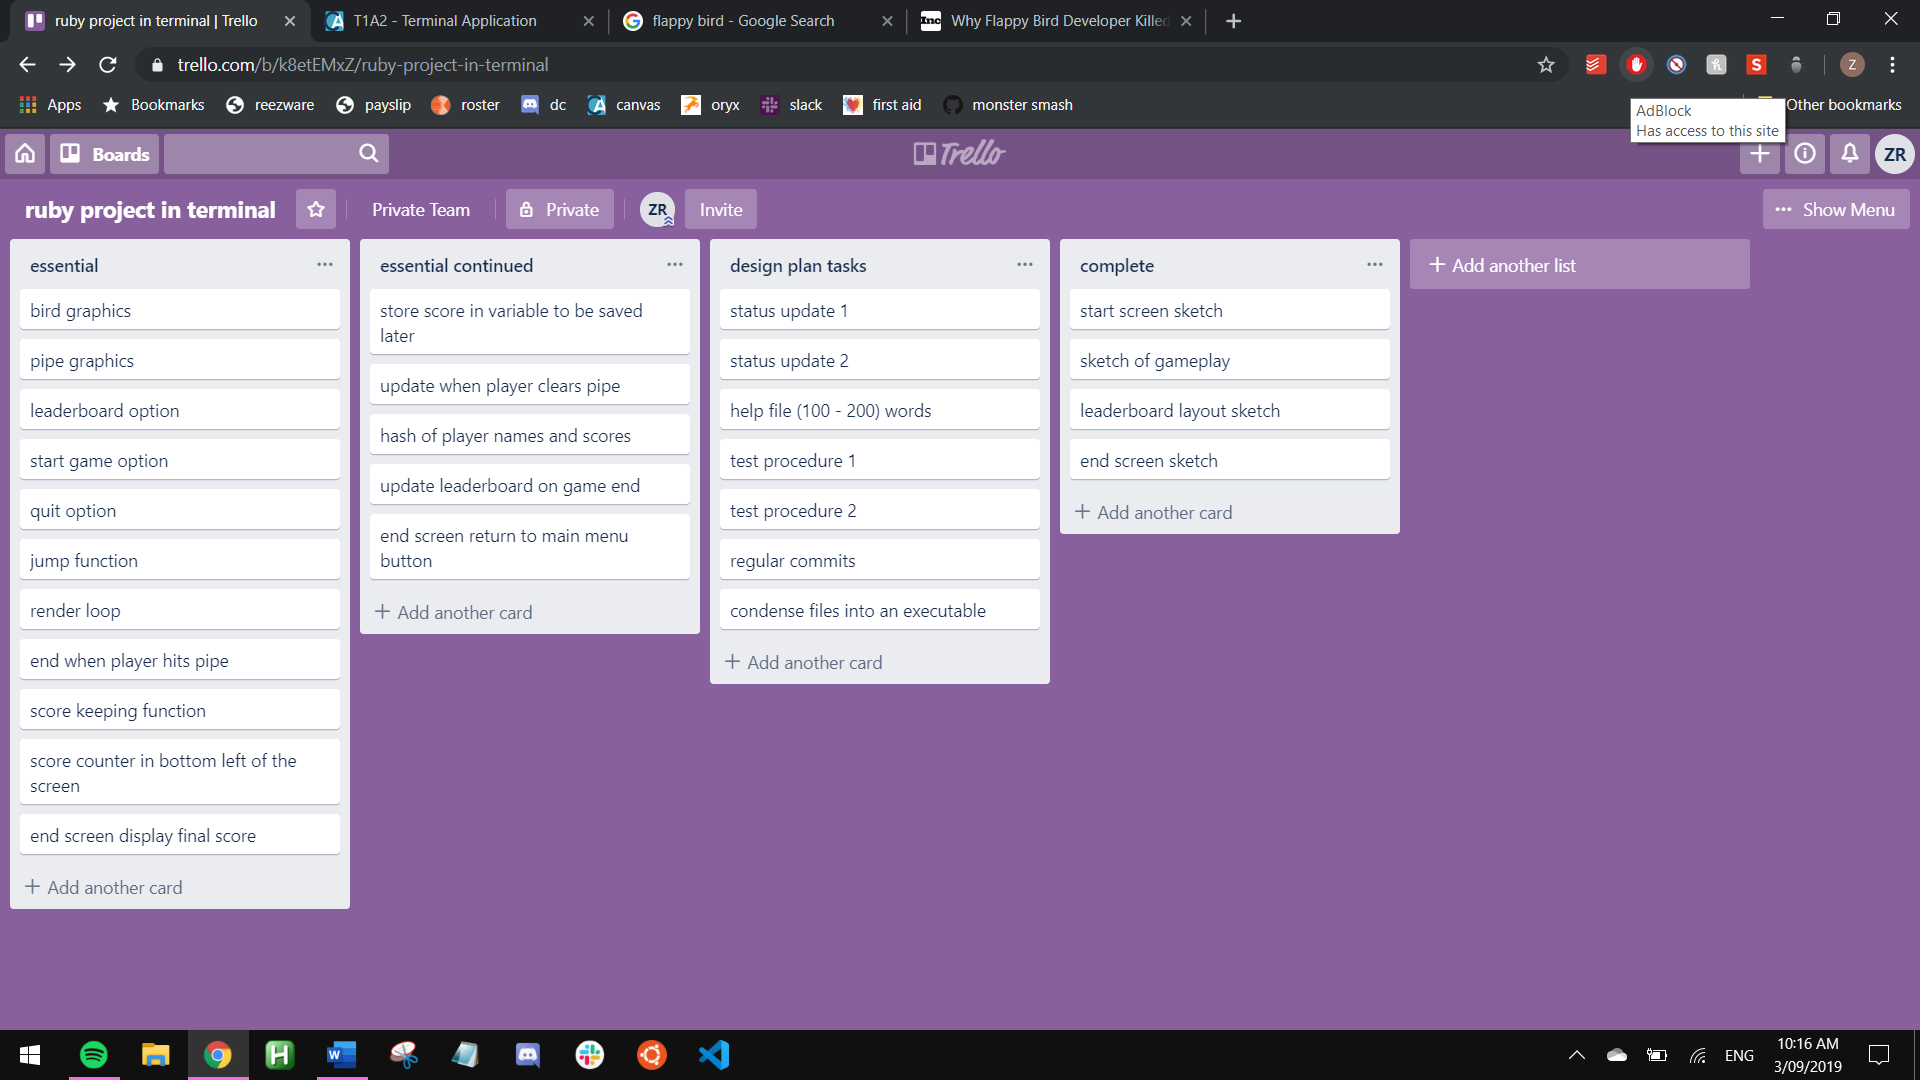 ruby project in terminal | Trello
T1A2 - Terminal Application
flappy bird - Google Search
Inc
Why Flappy Bird Developer Killed
trello.com/b/k8etEMxZ/ruby-project-in-terminal
Z
Apps
Bookmarks
reezware
payslip
roster
dc
canvas
oryx
slack
first aid
monster smash
Other bookmarks
AdBlock
Has access to this site
Boards
Trello
ZR
ruby project in terminal
Private Team
Private
ZR
Invite
Show Menu
essential
bird graphics
pipe graphics
leaderboard option
start game option
quit option
jump function
render loop
end when player hits pipe
score keeping function
score counter in bottom left of the
screen
end screen display final score
Add another card
essential continued
store score in variable to be saved
later
update when player clears pipe
hash of player names and scores
update leaderboard on game end
end screen return to main menu
button
Add another card
design plan tasks
status update 1
status update 2
help file (100 - 200) words
test procedure 1
test procedure 2
regular commits
condense files into an executable
Add another card
complete
start screen sketch
sketch of gameplay
leaderboard layout sketch
end screen sketch
Add another card
Add another list
ENG
10:16 AM
3/09/2019